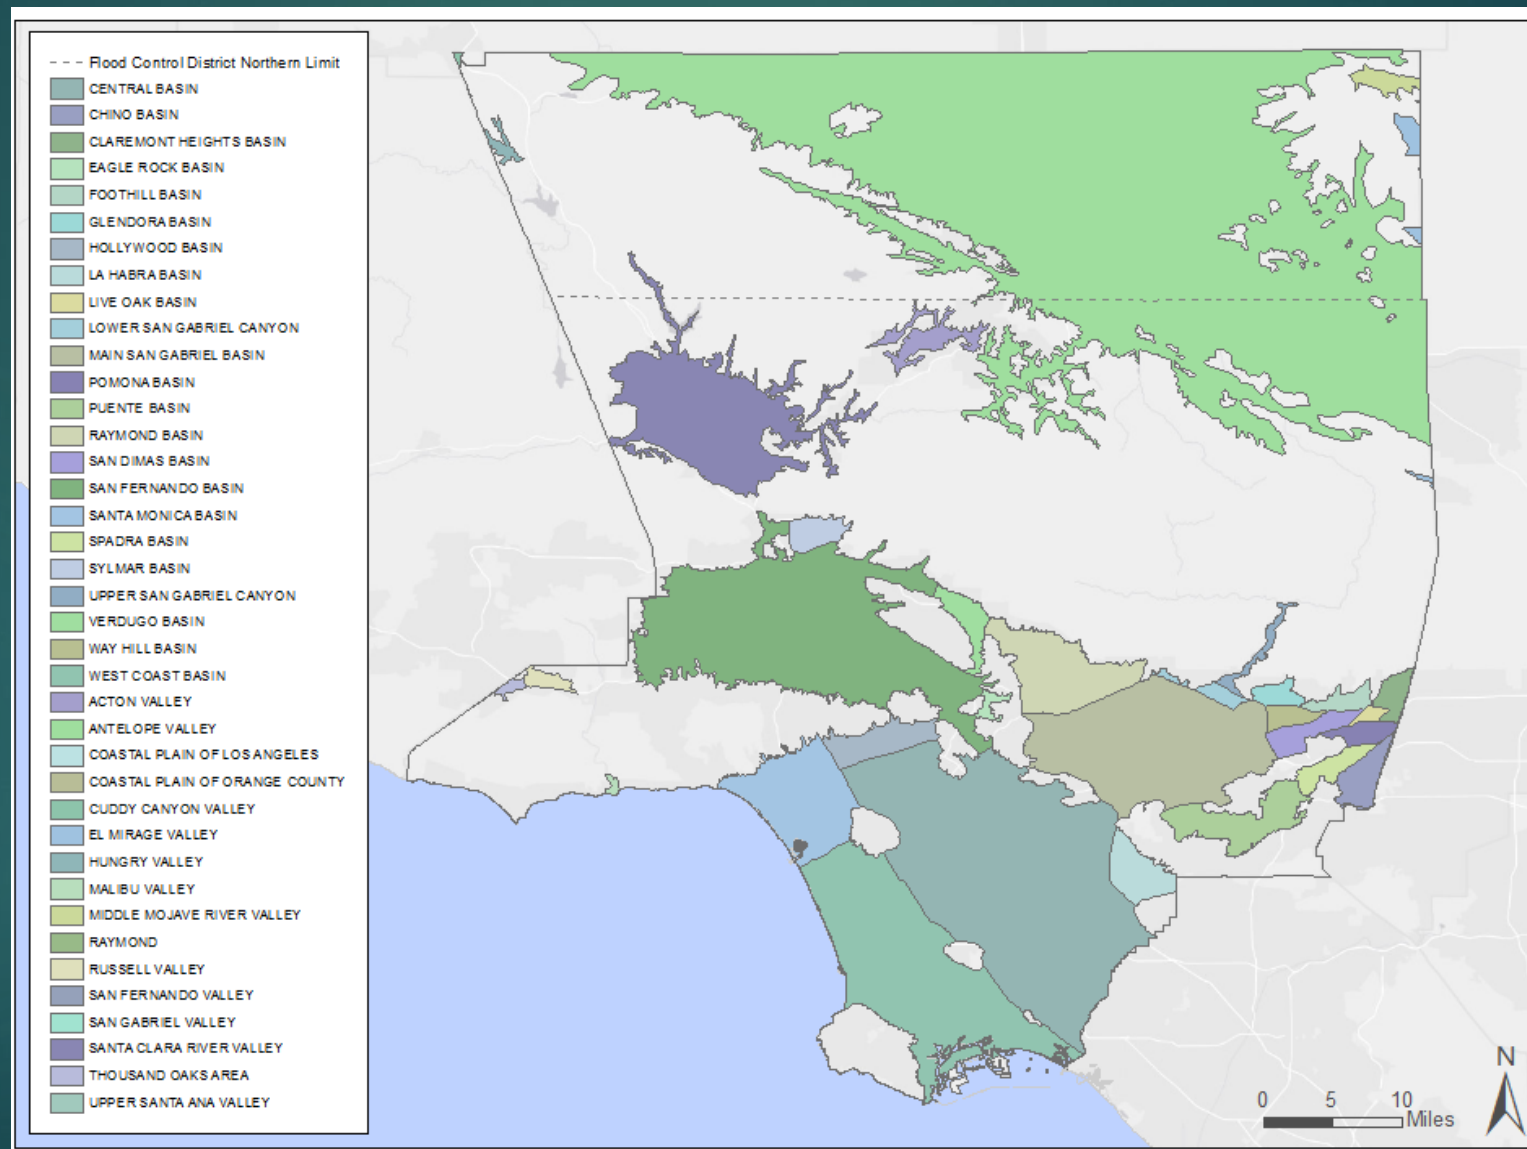 Flood Control District Northern Limit
CENTRAL BASIN
CHINO BASIN
CLAREMONT HEIGHTS BASIN
EAGLE ROCK BASIN
FOOTHILL BASIN
GLENDORA BASIN
HOLLYWOOD BASIN
LA HABRA BASIN
LIVE OAK BASIN
LOWER SAN GABRIEL CANYON
MAIN SAN GABRIEL BASIN
POMONA BASIN
PUENTE BASIN
RAYMOND BASIN
SAN DIMAS BASIN
SAN FERNANDO BASIN
SANTA MONICA BASIN
SPADRA BASIN
SYLMAR BASIN
UPPER SAN GABRIEL CANYON
VERDUGO BASIN
WAY HILL BASIN
WEST COAST BASIN
ACTON VALLEY
ANTELOPE VALLEY
COASTAL PLAIN OF LOS ANGELES
COASTAL PLAIN OF ORANGE COUNTY
CUDDY CANYON VALLEY
EL MIRAGE VALLEY
HUNGRY VALLEY
MALIBU VALLEY
MIDDLE MOJAVE RIVER VALLEY
RAYMOND
RUSSELL VALLEY
SAN FERNANDO VALLEY
SAN GABRIEL VALLEY
SANTA CLARA RIVER VALLEY
THOUSAND OAKS AREA
UPPER SANTA ANA VALLEY
N
0 5 10
Miles